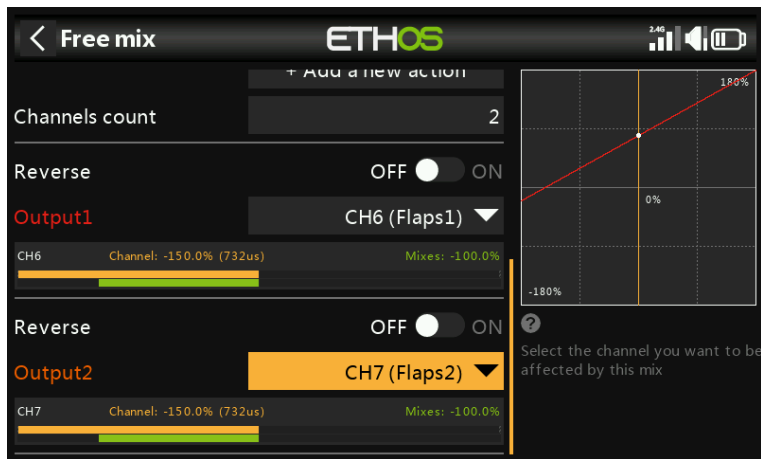 Free mix
ETHOS
2.4G
+ Add a new action
Channels count
2
Reverse
OFF
ON
Output1
CH6 (Flaps1)
CH6
Channel: -150.0% (732us)
Mixes: -100.0%
Reverse
OFF
ON
Output2
CH7 (Flaps2)
CH7
Channel: -150.0% (732us)
Mixes: -100.0%
180%
0%
-180%
?
Select the channel you want to be
affected by this mix